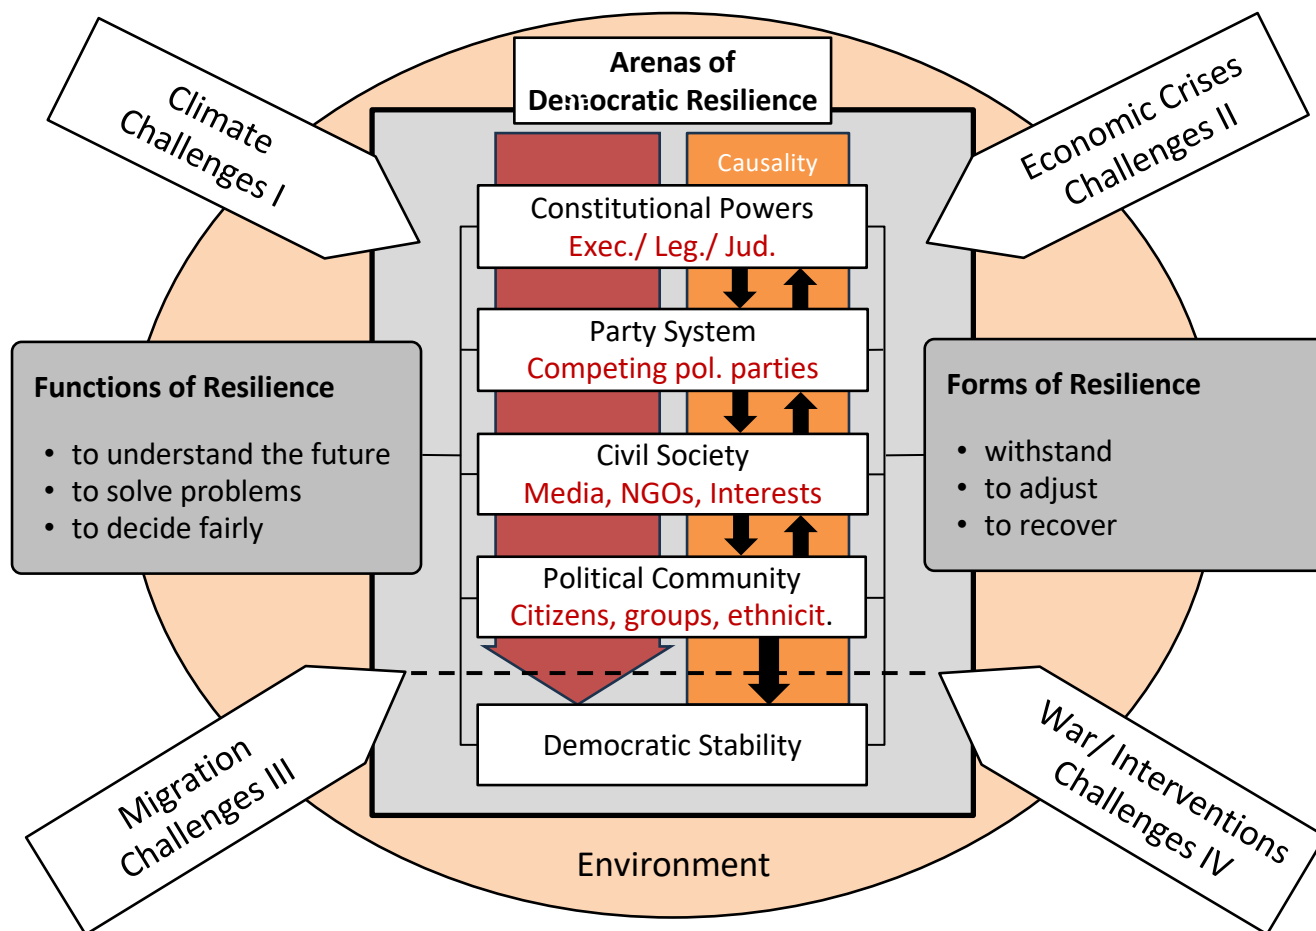 Arenas of
Democratic Resilience
Climate
Challenges I
Economic Crises
Challenges II
Causality
Constitutional Powers
Exec./ Leg./ Jud.
Party System
Competing pol. parties
Functions of Resilience
• to understand the future
• to solve problems
• to decide fairly
Civil Society
Media, NGOs, Interests
Forms of Resilience
• withstand
• to adjust
• to recover
Political Community
Citizens, groups, ethnicit.
Democratic Stability
Migration
Challenges III
War/ Interventions
Challenges IV
Environment